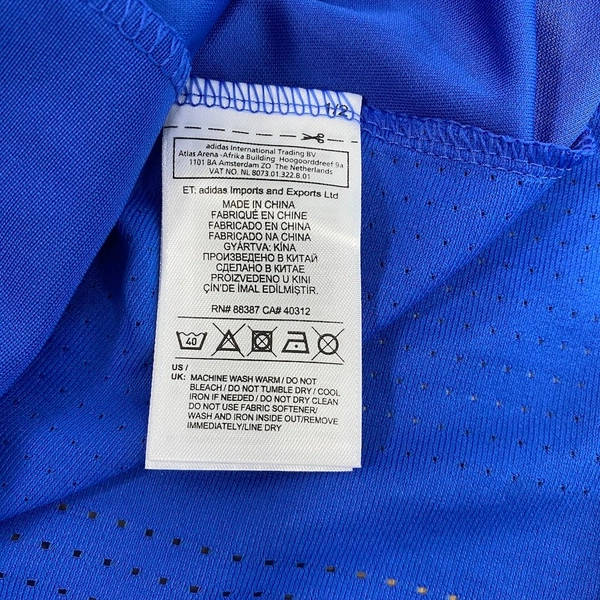 1/2)
adidas International Trading BV
Atlas Arena -Afrika Building Hoogoorddreef 9a
1101 BA Amsterdam ZO The Netherlands
VAT NO. NL 8073.01.322.B.01
ET: adidas Imports and Exports Ltd
MADE IN CHINA
FABRIQUÉ EN CHINE
FABRICADO EN CHINA
FABRICADO NA CHINA
GYÁRTVA: KÍNA
ПРОИЗВЕДЕНО В КИТАЙ
СДЕЛАНО В КИТАЕ
PROIZVEDENO U KINI
ÇİN'DE İMAL EDİLMİŞTİR.
RN# 88387 CA# 40312
40
US /
UK: MACHINE WASH WARM / DO NOT
BLEACH / DO NOT TUMBLE DRY / COOL
IRON IF NEEDED / DO NOT DRY CLEAN
DO NOT USE FABRIC SOFTENER/
WASH AND IRON INSIDE OUT/REMOVE
IMMEDIATELY/LINE DRY